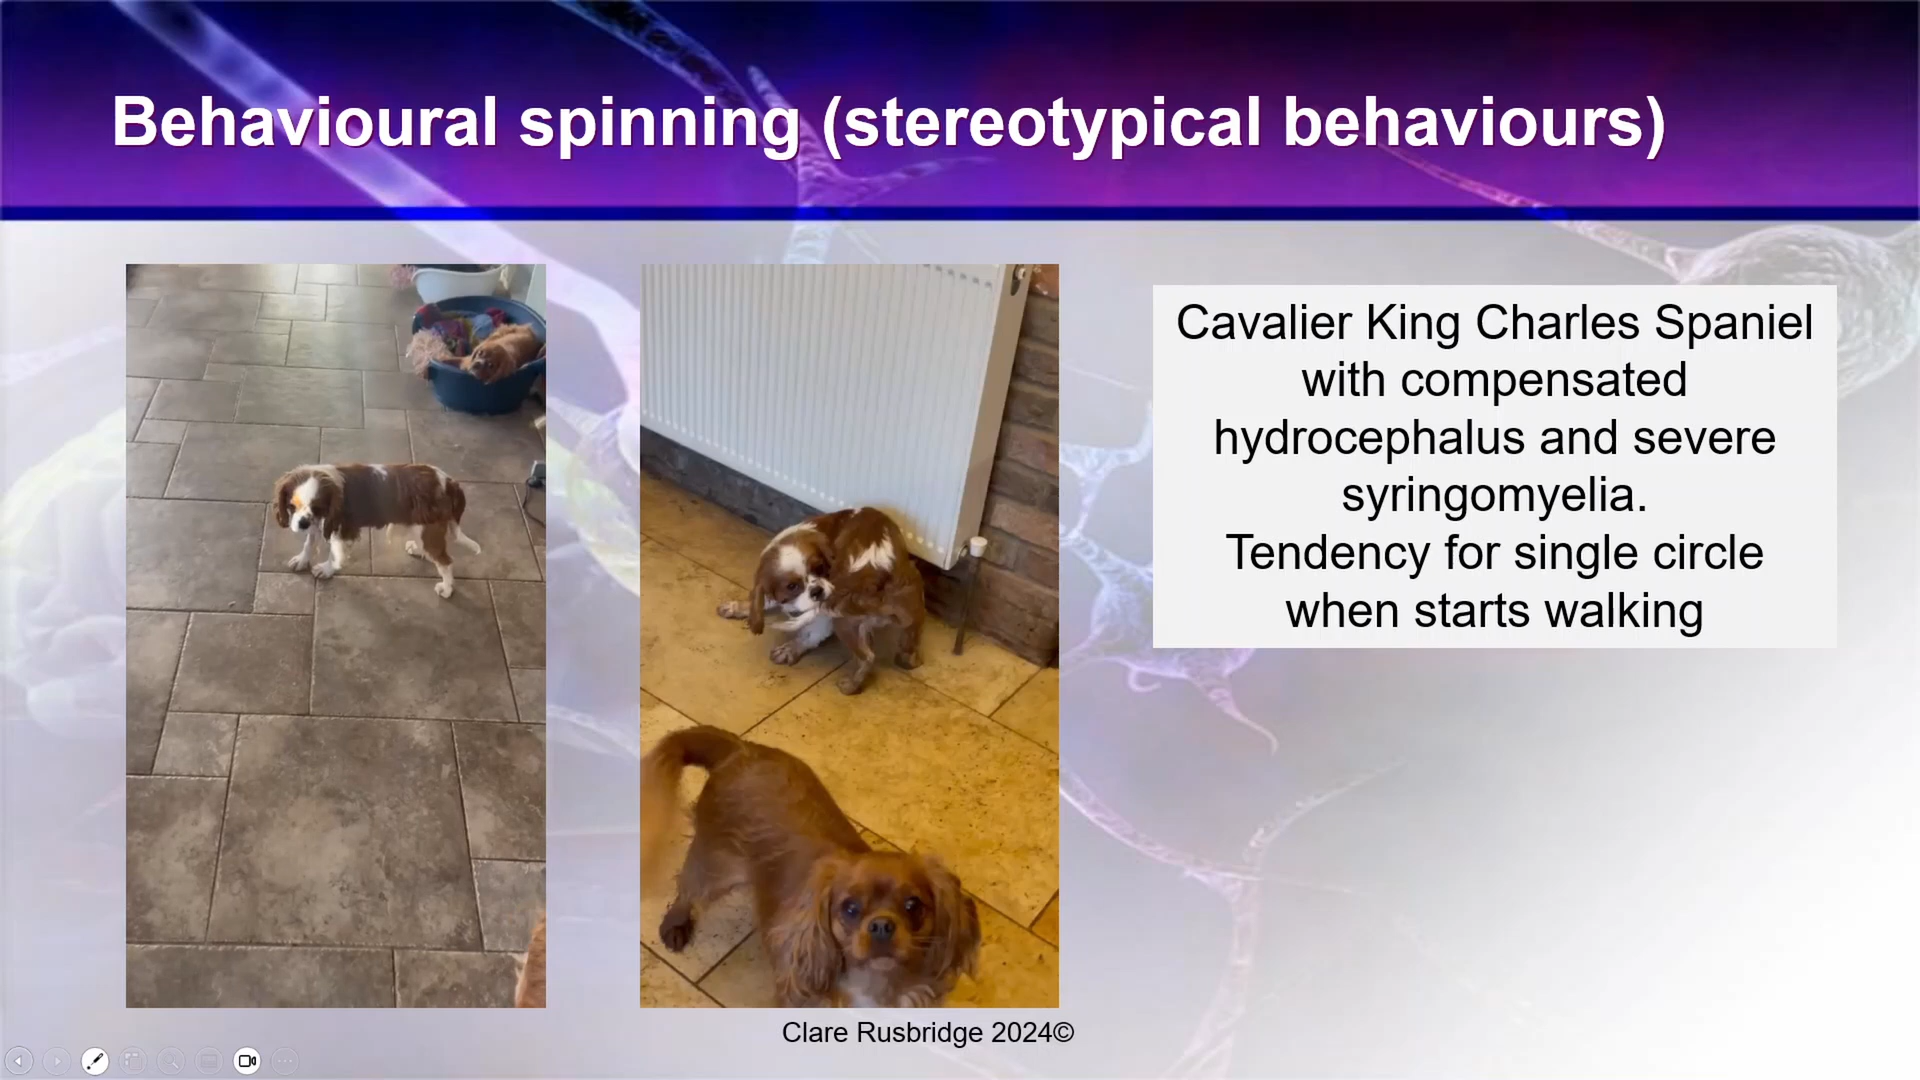 Behavioural spinning (stereotypical behaviours)
Cavalier King Charles Spaniel
with compensated
hydrocephalus and severe
syringomyelia.
Tendency for single circle
when starts walking
Clare Rusbridge 2024©